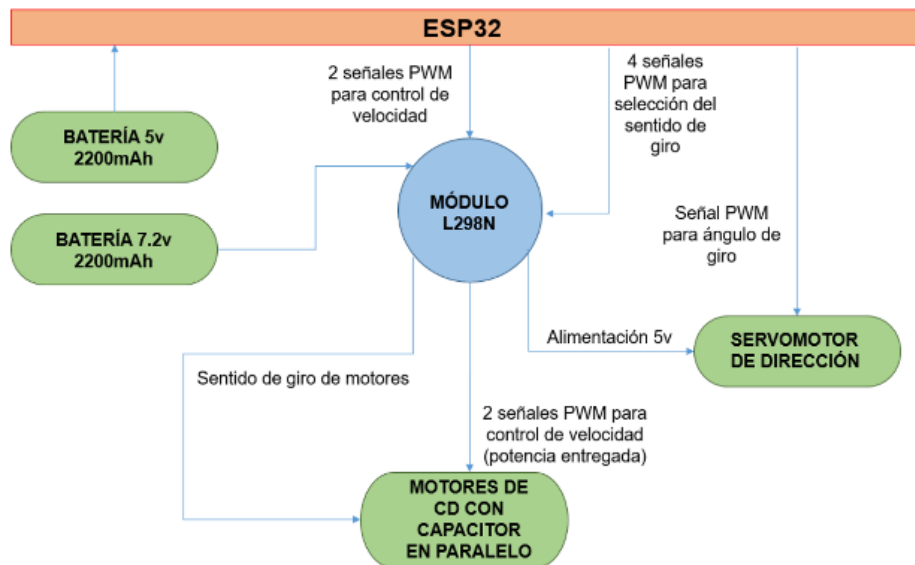 ESP32
2 señales PWM
para control de
velocidad
4 señales
PWM para
selección del
sentido de
giro
BATERÍA 5v
2200mAh
MÓDULO
L298N
BATERÍA 7.2v
2200mAh
Señal PWM
para ángulo de
giro
Alimentación 5v
SERVOMOTOR
DE DIRECCIÓN
Sentido de giro de motores
2 señales PWM para
control de velocidad
(potencia entregada)
MOTORES DE
CD CON
CAPACITOR
EN PARALELO